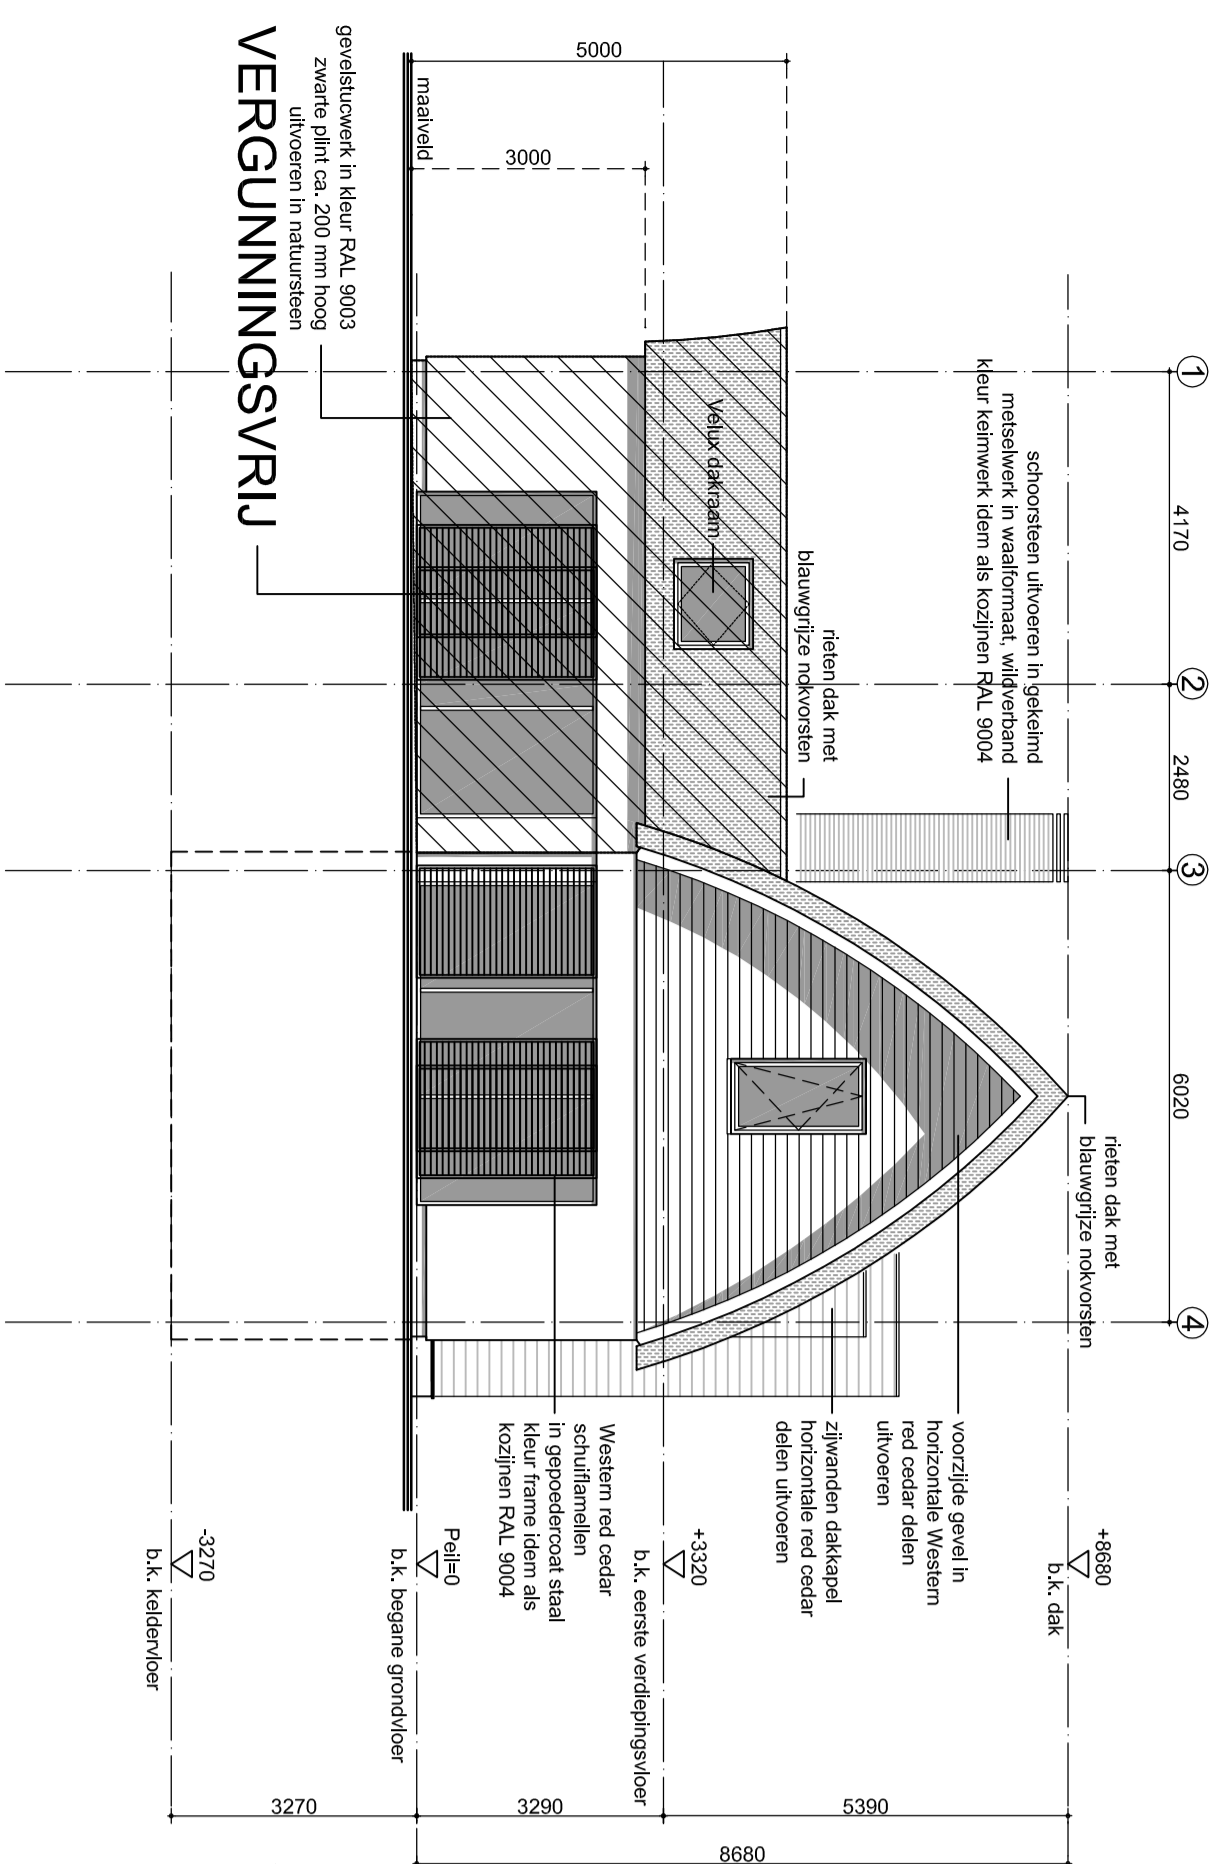 1
2
3
4
4170
2480
6020
schoorsteen uitvoeren in gekeimd
metselwerk in waalformaat, wildverband
kleur keimwerk idem als kozijnen RAL 9004
rieten dak met
blauwgrijze nokvorsten
rieten dak met
blauwgrijze nokvorsten
Velux dakraam
5000
3000
maaiveld
gevelstucwerk in kleur RAL 9003
zwarte plint ca. 200 mm hoog
uitvoeren in natuursteen
VERGUNNINGSVRIJ
voorzijde gevel in
horizontale Western
red cedar delen
uitvoeren
zijwanden dakkapel
horizontale red cedar
delen uitvoeren
Western red cedar
schuiflamellen
in gepoedercoat staal
kleur frame idem als
kozijnen RAL 9004
+8680
b.k. dak
+3320
b.k. eerste verdiepingsvloer
Peil=0
b.k. begane grondvloer
-3270
b.k. keldervloer
5390
3290
3270
8680